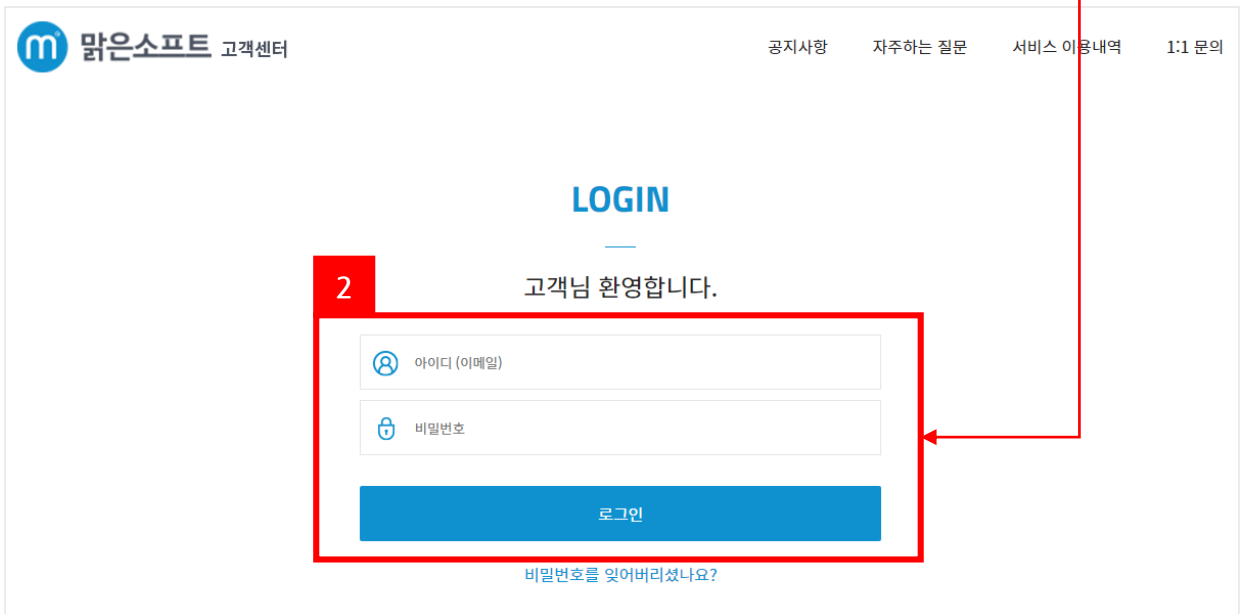 맑은소프트 고객센터 공지사항 자주하는 질문 서비스 이용내역 1:1 문의
LOGIN
2
고객님 환영합니다.
아이디 (이메일)
비밀번호
로그인
비밀번호를 잊어버리셨나요?